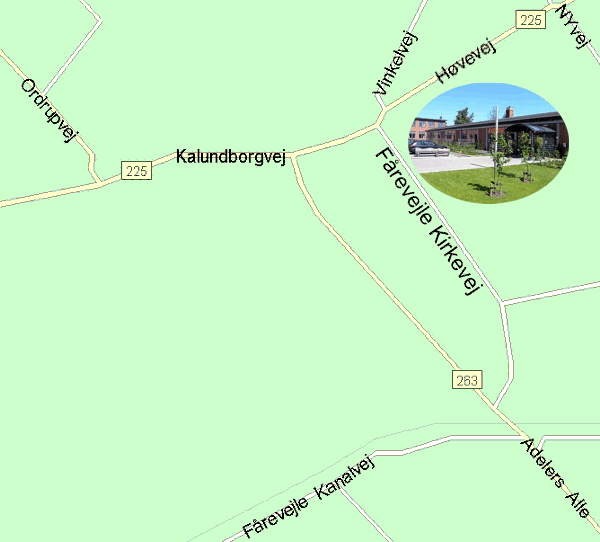 NYvej
225
Vinkelvej
Høvevej
Ordrupvej
Kalundborgvej
225
Fårevejle Kirkevej
263
Adelers Alle
Fårevejle Kanalvej